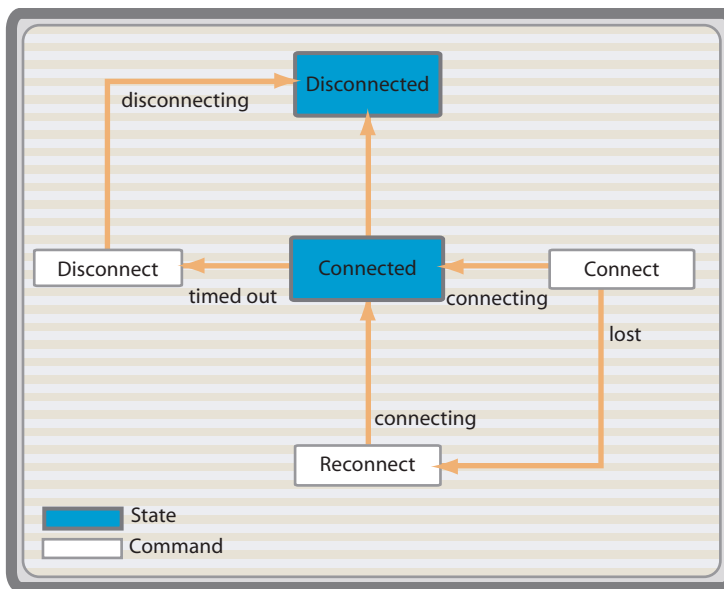 Disconnected
disconnecting
Disconnect
Connected
Connect
timed out
connecting
lost
connecting
Reconnect
State
Command